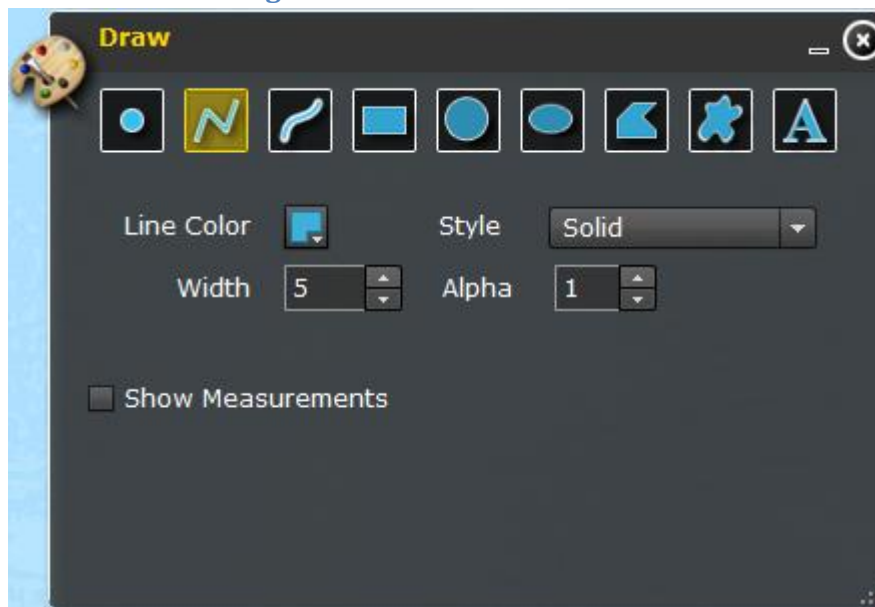 Draw
A
Line Color
Style
Solid
Width
5
Alpha
1
Show Measurements